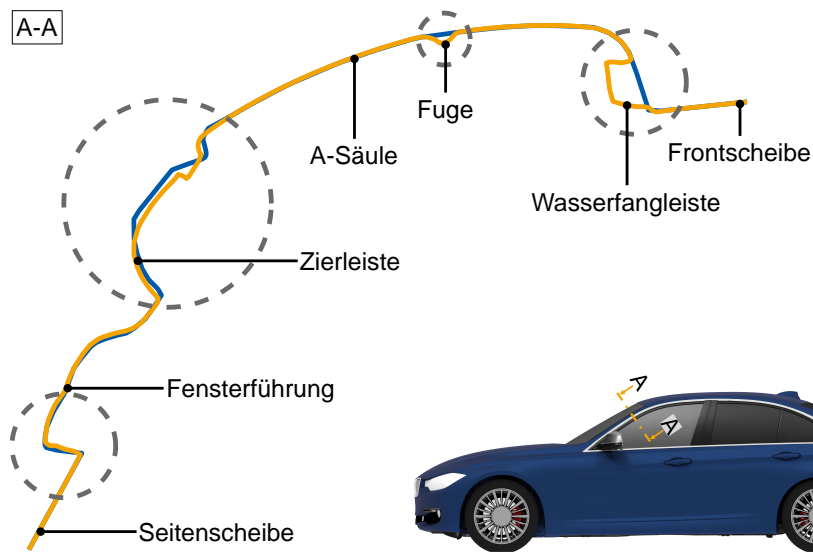 A-A
Fuge
A-Säule
Frontscheibe
Wasserfangleiste
Zierleiste
Fensterführung
A
A
Seitenscheibe